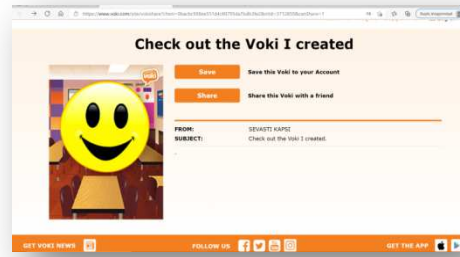 Check out the Voki I created
Save
Save this Voki to your Account
Share
Share this Voki with a friend
voki
FROM:
SEVASTI KAPSI
SUBJECT:
Check out the Voki I created.
GET VOKI NEWS
FOLLOW US
GET THE APP